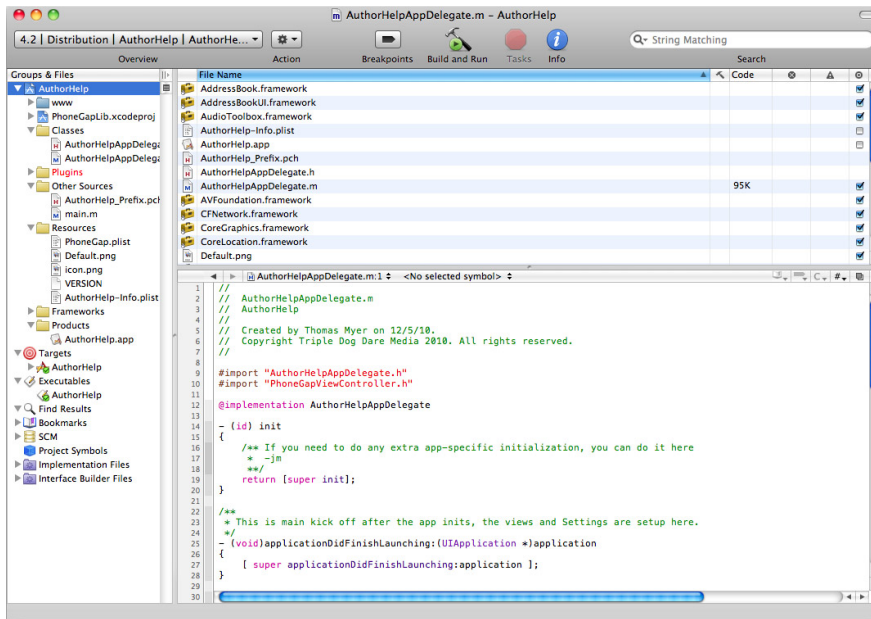 AuthorHelpAppDelegate.m – AuthorHelp
4.2 | Distribution | AuthorHelp | AuthorHe...
String Matching
Overview
Action
Breakpoints
Build and Run
Tasks
Info
Search
Groups & Files
File Name
Code
AuthorHelp
www
PhoneGapLib.xcodeproj
Classes
AuthorHelpAppDelega
AuthorHelpAppDelega
Plugins
Other Sources
AuthorHelp_Prefix.pch
main.m
Resources
PhoneGap.plist
Default.png
icon.png
VERSION
AuthorHelp-Info.plist
Frameworks
Products
AuthorHelp.app
Targets
AuthorHelp
Executables
AuthorHelp
Find Results
Bookmarks
SCM
Project Symbols
Implementation Files
Interface Builder Files
AddressBook.framework
AddressBookUI.framework
AudioToolbox.framework
AuthorHelp-Info.plist
AuthorHelp.app
AuthorHelp_Prefix.pch
AuthorHelpAppDelegate.h
AuthorHelpAppDelegate.m 95K
AVFoundation.framework
CFNetwork.framework
CoreGraphics.framework
CoreLocation.framework
Default.png
AuthorHelpAppDelegate.m:1 <No selected symbol> C #
1 //
2 // AuthorHelpAppDelegate.m
3 // AuthorHelp
4 //
5 // Created by Thomas Myer on 12/5/10.
6 // Copyright Triple Dog Dare Media 2010. All rights reserved.
7 //
8
9 #import "AuthorHelpAppDelegate.h"
10 #import "PhoneGapViewController.h"
11
12 @implementation AuthorHelpAppDelegate
13
14 - (id) init
15 {
16 /** If you need to do any extra app-specific initialization, you can do it here
17 * -jm
18 **/
19 return [super init];
20 }
21
22 /**
23 * This is main kick off after the app inits, the views and Settings are setup here.
24 */
25 - (void)applicationDidFinishLaunching:(UIApplication *)application
26 {
27 [ super applicationDidFinishLaunching:application ];
28 }
29
30